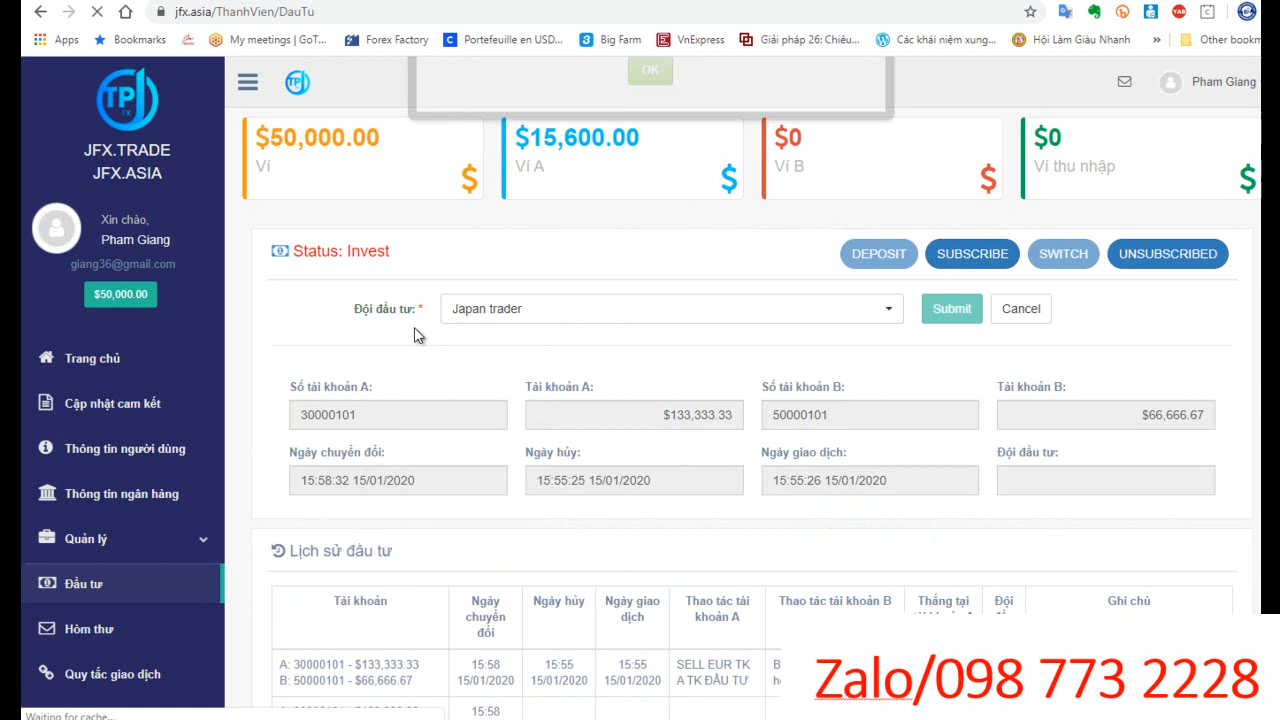 jfx.asia/ThanhVien/DauTu
Apps Bookmarks My meetings | GoT... Forex Factory Portefeuille en USD... Big Farm VnExpress Giải pháp 26: Chiêu... Các khái niệm xung... Hội Làm Giàu Nhanh » Other bookm
TP
FX
JFX.TRADE
JFX.ASIA
Xin chào,
Pham Giang
giang36@gmail.com
$50,000.00
Trang chủ
Cập nhật cam kết
Thông tin người dùng
Thông tin ngân hàng
Quản lý
Đầu tư
Hòm thư
Quy tắc giao dịch
Waiting for cache...
OK
Pham Giang
$50,000.00 $15,600.00 $0 $0
Ví Ví A Ví B Ví thu nhập
Status: Invest DEPOSIT SUBSCRIBE SWITCH UNSUBSCRIBED
Đội đầu tư: * Japan trader Submit Cancel
Số tài khoản A: Tài khoản A: Số tài khoản B: Tài khoản B:
30000101 $133,333.33 50000101 $66,666.67
Ngày chuyển đổi: Ngày hủy: Ngày giao dịch: Đội đầu tư:
15:58:32 15/01/2020 15:55:25 15/01/2020 15:55:26 15/01/2020
Lịch sử đầu tư
Tài khoản Ngày Ngày hủy Ngày giao Thao tác tài Thao tác tài khoản B Thắng tại Đội Ghi chú
chuyển dịch khoản A
đổi
A: 30000101 - $133,333.33 15:58 15:55 15:55 SELL EUR TK
B: 50000101 - $66,666.67 15/01/2020 15/01/2020 15/01/2020 A TK ĐẦU TƯ
15:58
Zalo/098 773 2228